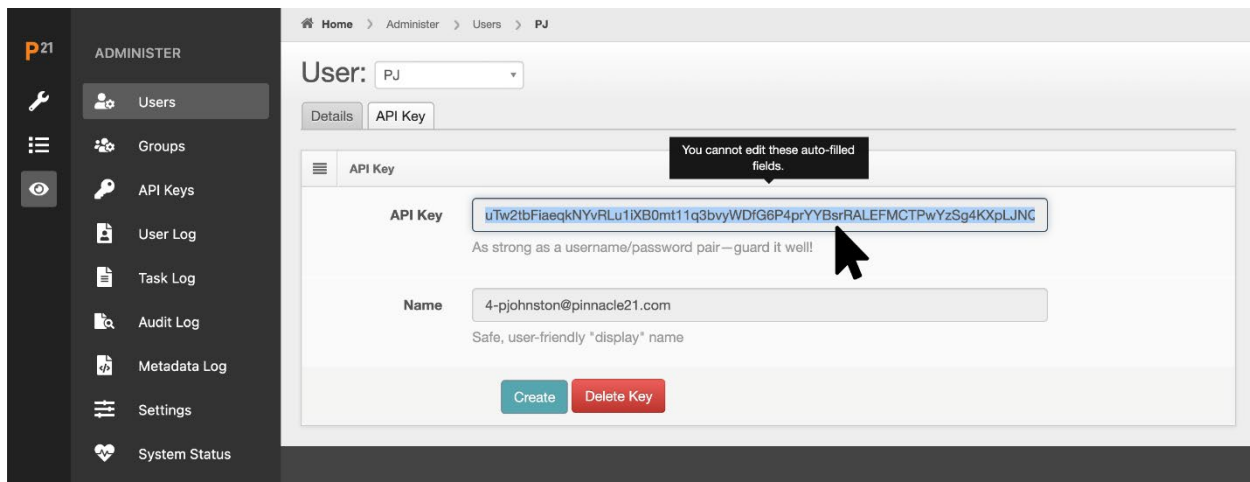 Home > Administer > Users > PJ
P21
ADMINISTER
Users
Groups
API Keys
User Log
Task Log
Audit Log
Metadata Log
Settings
System Status
User: PJ
Details API Key
You cannot edit these auto-filled
fields.
API Key
API Key uTw2tbFiaeqkNYvRLu1iXB0mt11q3bvyWDfG6P4prYYBsrRALEFMCTPwYzSg4KXpLJNC
As strong as a username/password pair—guard it well!
Name 4-pjohnston@pinnacle21.com
Safe, user-friendly "display" name
Create Delete Key